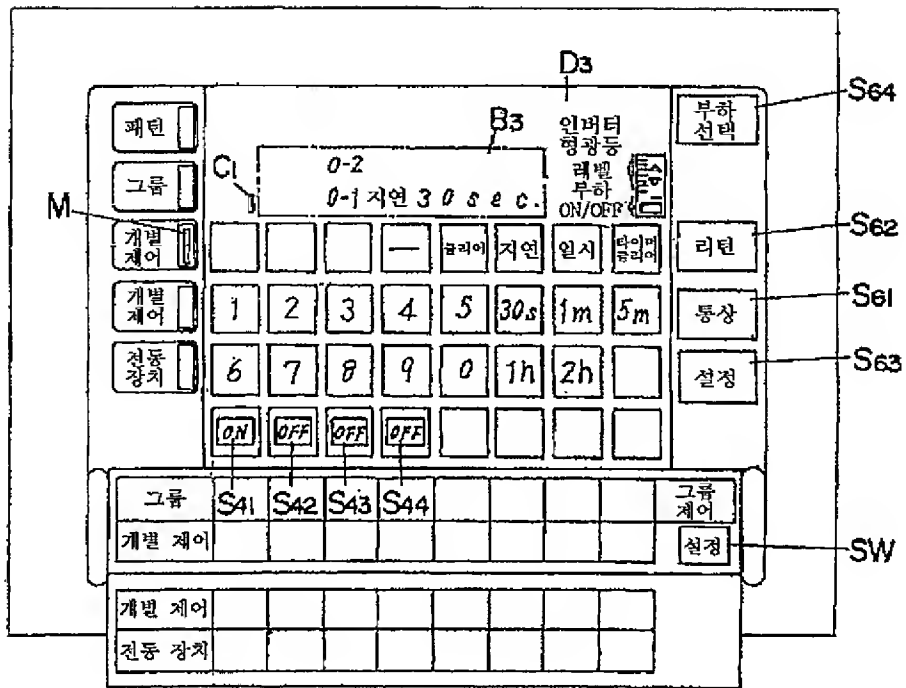 D3
S64
B3
C1
패턴
그룹
M
개별
제어
개별
제어
전동
장치
0-2
0-1 지연 30sec.
인버터
형광등
레벨
부하
ON/OFF
부하
선택
S62
리턴
S61
통상
S63
설정
— 클리어 지연 일시 타이머
클리어
1 2 3 4 5 30s 1m 5m
6 7 8 9 0 1h 2h
ON OFF OFF OFF
그룹 S41 S42 S43 S44 그룹
제어
개별 제어 설정 SW
개별 제어
전동 장치